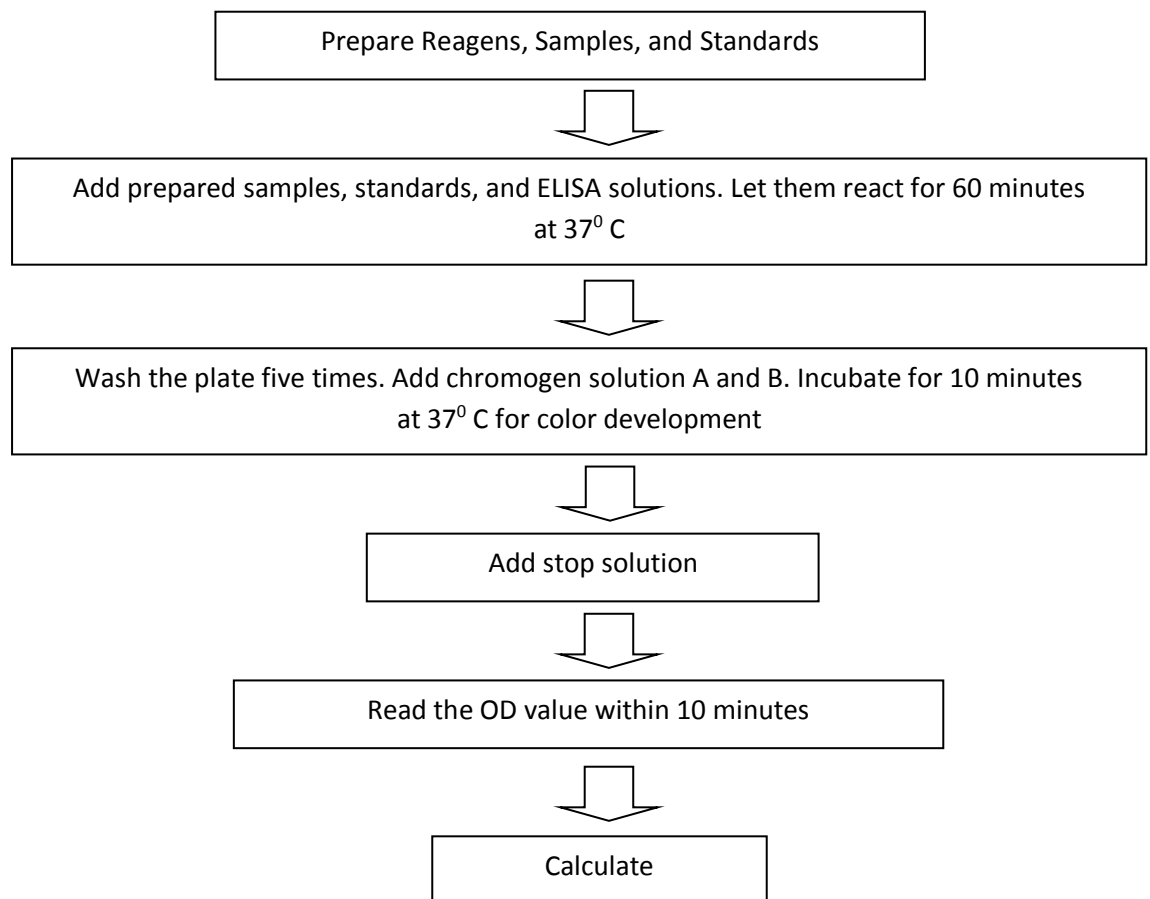 Prepare Reagens, Samples, and Standards
Add prepared samples, standards, and ELISA solutions. Let them react for 60 minutes
at 37⁰ C
Wash the plate five times. Add chromogen solution A and B. Incubate for 10 minutes
at 37⁰ C for color development
Add stop solution
Read the OD value within 10 minutes
Calculate